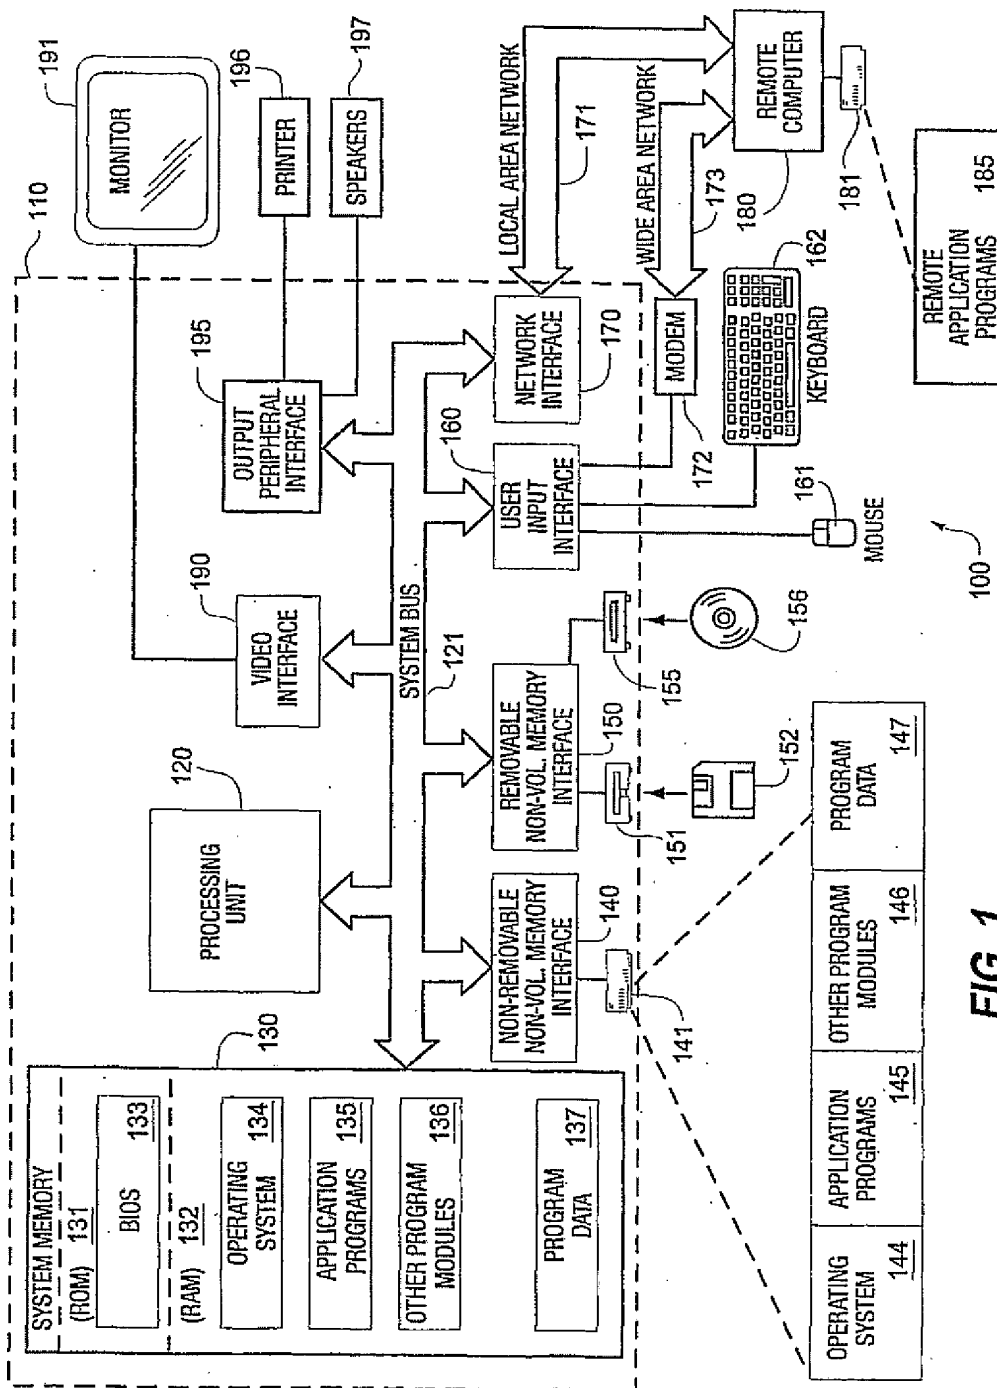 SYSTEM MEMORY
(ROM) 131
BIOS
133
(RAM) 132
OPERATING
SYSTEM
134
APPLICATION
PROGRAMS
135
OTHER PROGRAM
MODULES
136
PROGRAM
DATA
137
130
PROCESSING
UNIT
120
VIDEO
INTERFACE
190
OUTPUT
PERIPHERAL
INTERFACE
195
110
MONITOR
191
PRINTER
196
SPEAKERS
197
SYSTEM BUS
121
NON-REMOVABLE
NON-VOL. MEMORY
INTERFACE
140
REMOVABLE
NON-VOL. MEMORY
INTERFACE
150
USER
INPUT
INTERFACE
160
NETWORK
INTERFACE
170
LOCAL AREA NETWORK
171
141
151
155
152
156
MODEM
172
WIDE AREA NETWORK
173
REMOTE
COMPUTER
180
181
MOUSE
161
KEYBOARD
162
OPERATING
SYSTEM
144
APPLICATION
PROGRAMS
145
OTHER PROGRAM
MODULES
146
PROGRAM
DATA
147
REMOTE
APPLICATION
PROGRAMS
185
100
FIG. 1